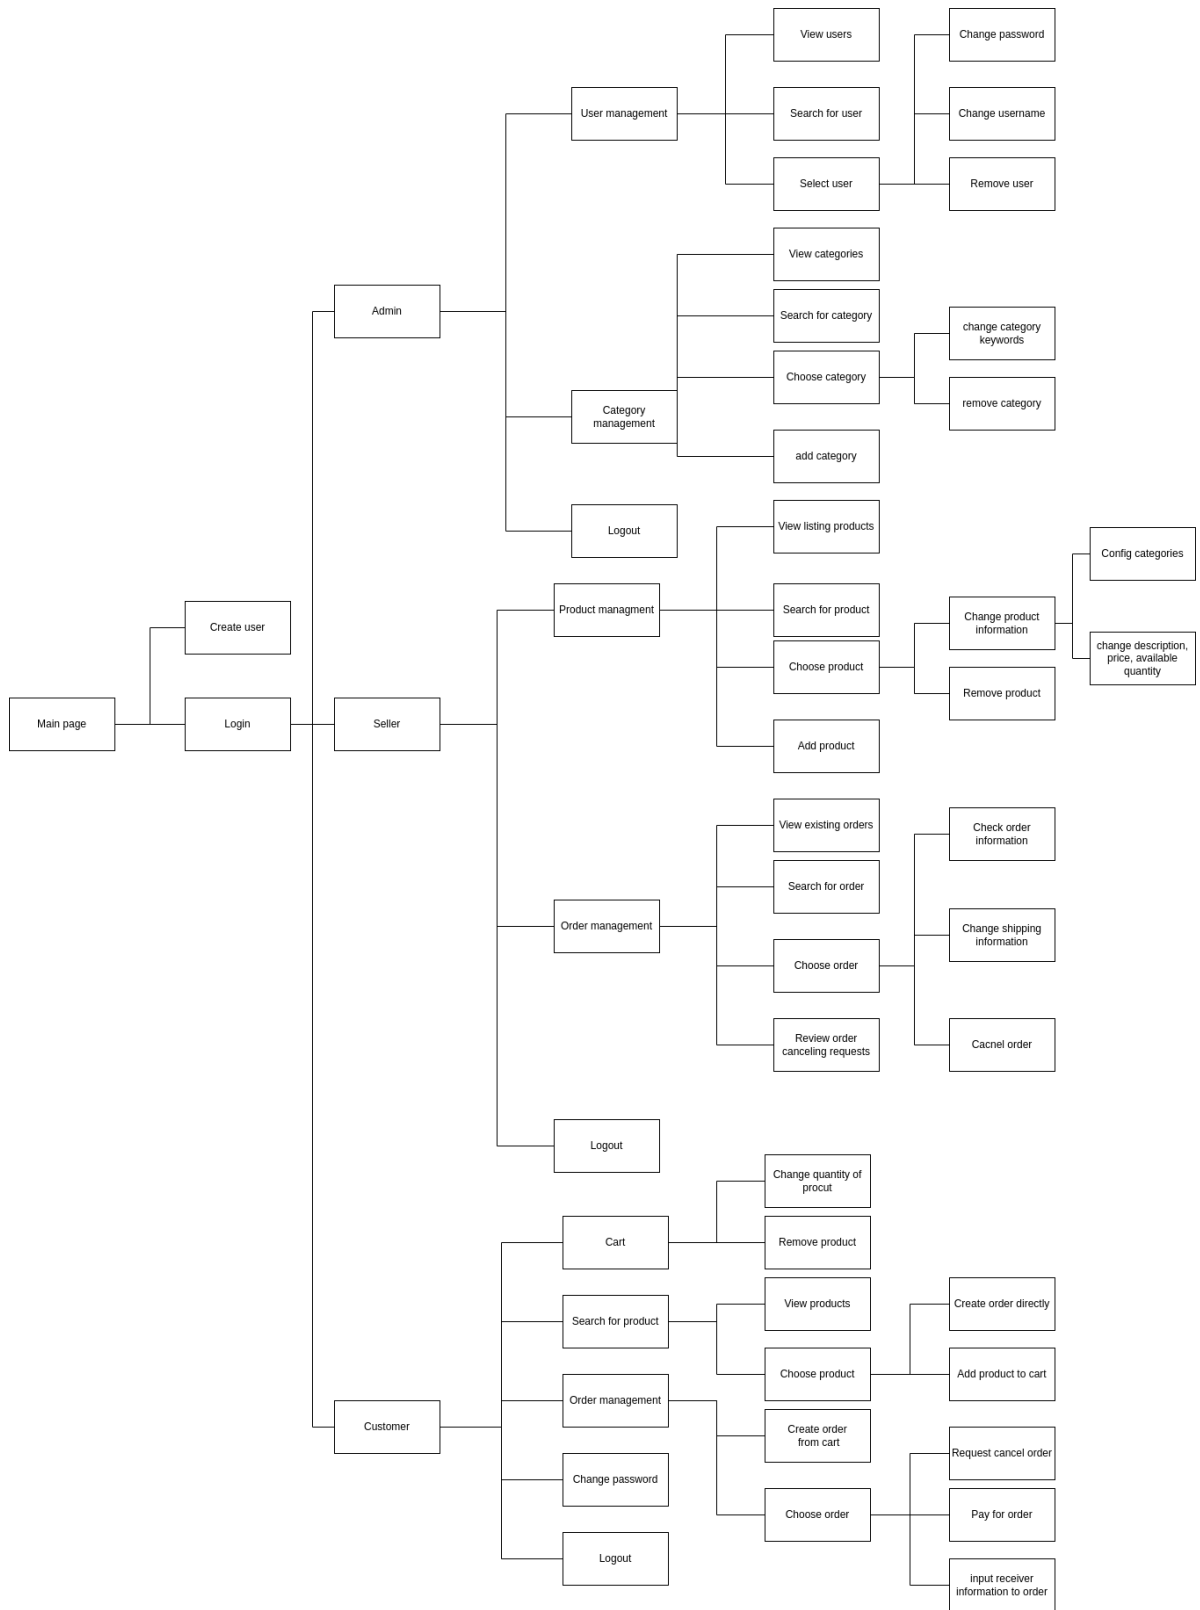 View users
Change password
User management
Search for user
Change username
Select user
Remove user
View categories
Admin
Search for category
change category
keywords
Choose category
Category
management
remove category
add category
Logout
View listing products
Config categories
Create user
Product managment
Search for product
Change product
information
change description,
price, available
quantity
Choose product
Remove product
Main page
Login
Seller
Add product
View existing orders
Check order
information
Search for order
Order management
Change shipping
information
Choose order
Review order
canceling requests
Cacnel order
Logout
Change quantity of
procut
Cart
Remove product
Search for product
View products
Create order directly
Choose product
Add product to cart
Order management
Customer
Create order
from cart
Request cancel order
Change password
Choose order
Pay for order
Logout
input receiver
information to order